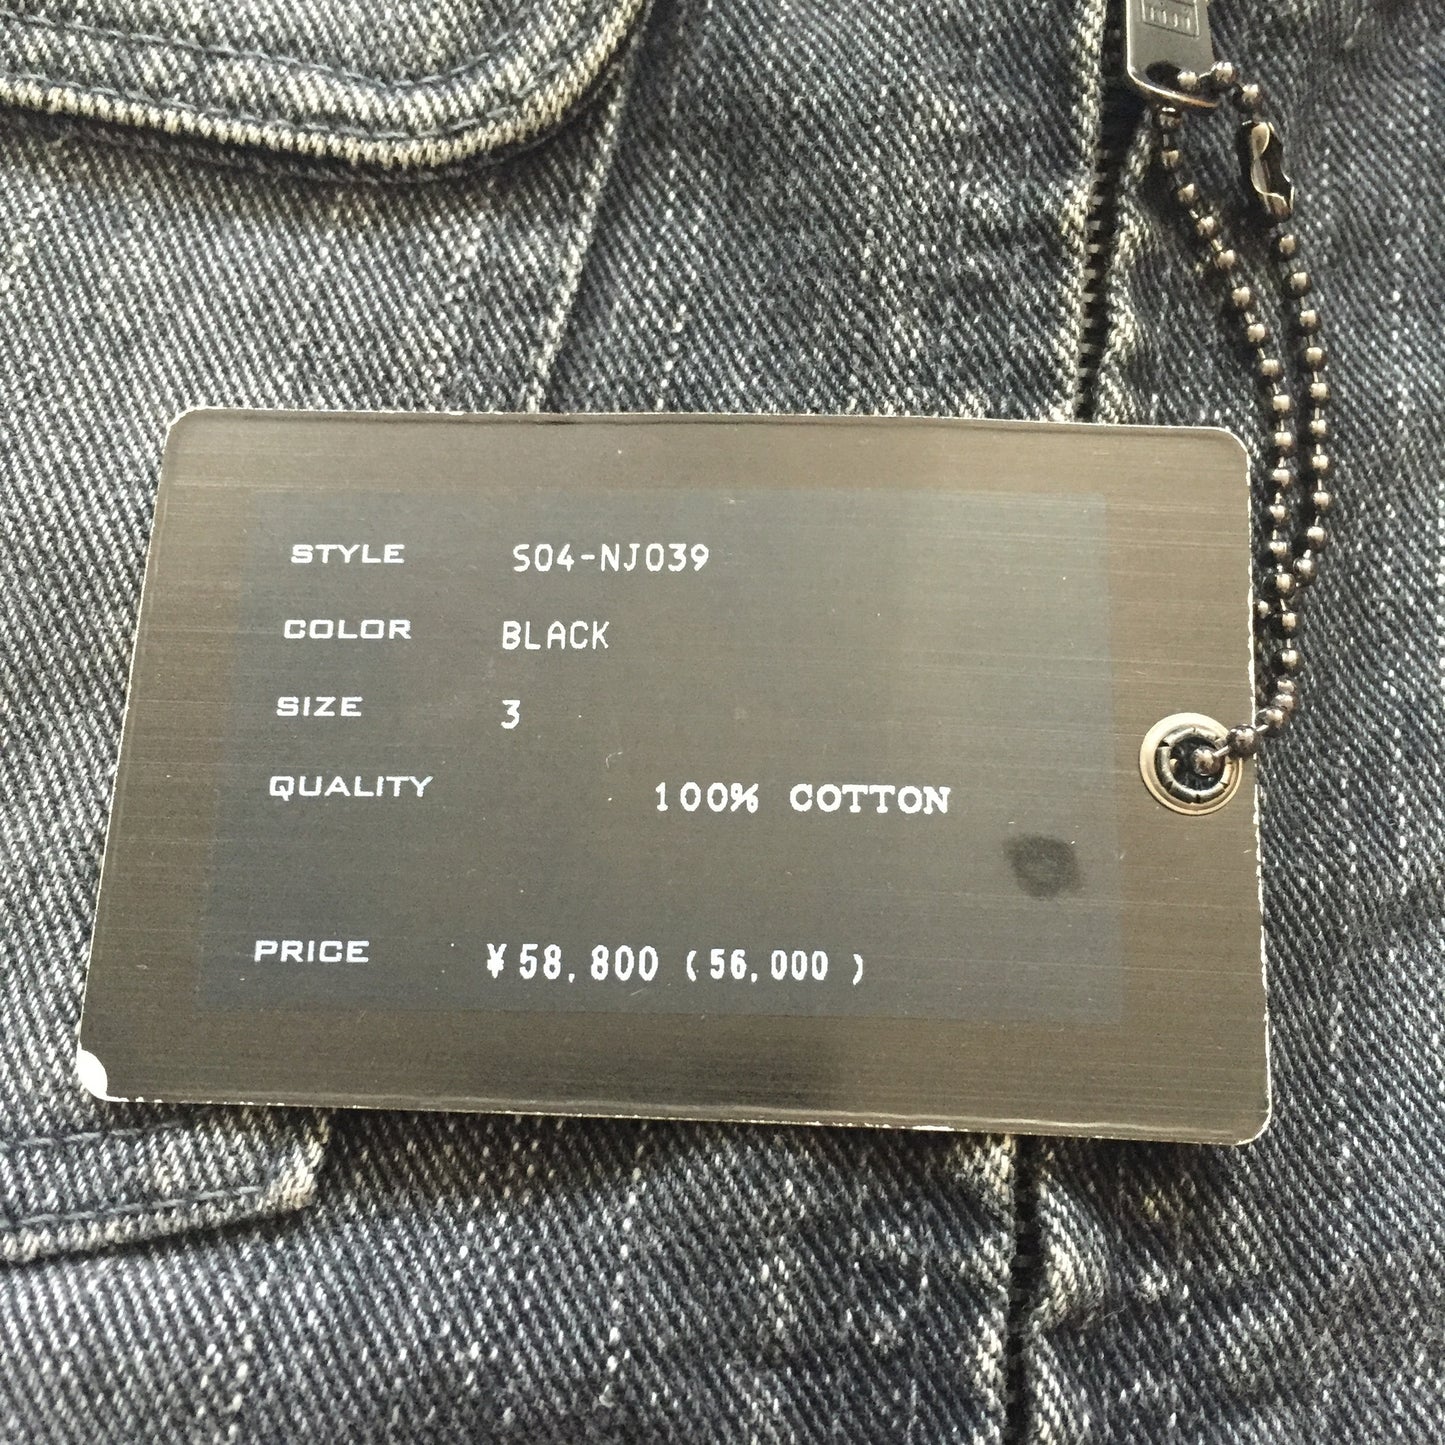 STYLE S04-NJ039
COLOR BLACK
SIZE 3
QUALITY 100% COTTON
PRICE ¥58,800 (56,000 )